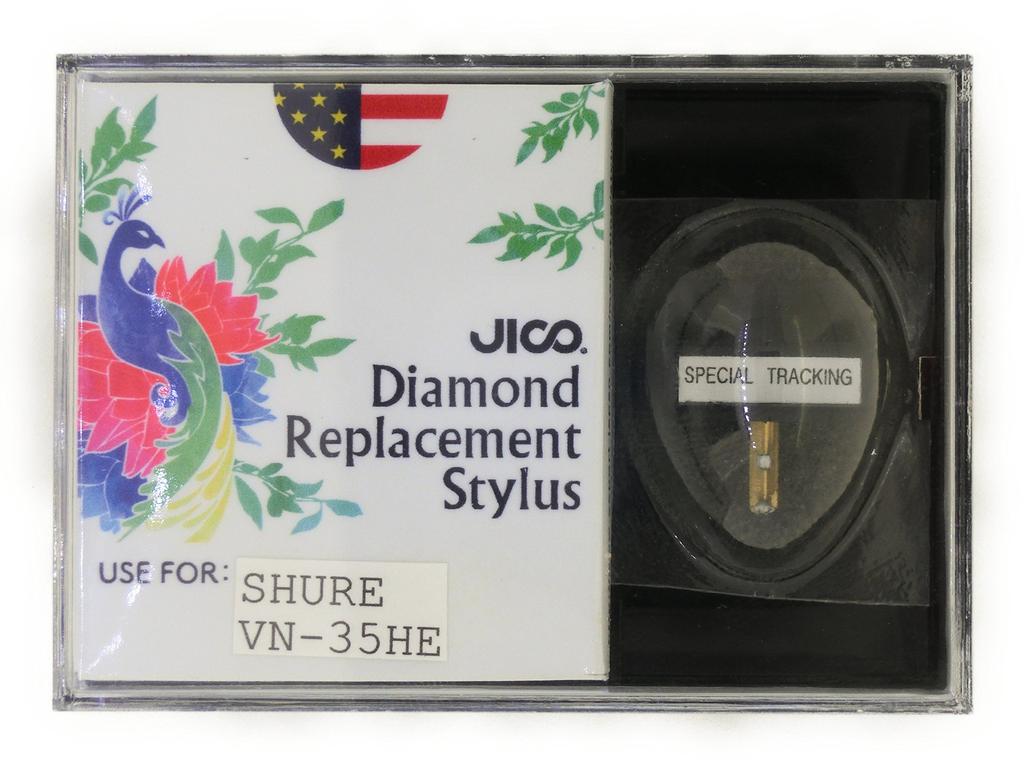 JICO.
Diamond
Replacement
Stylus
USE FOR:
SHURE
VN-35HE
SPECIAL TRACKING